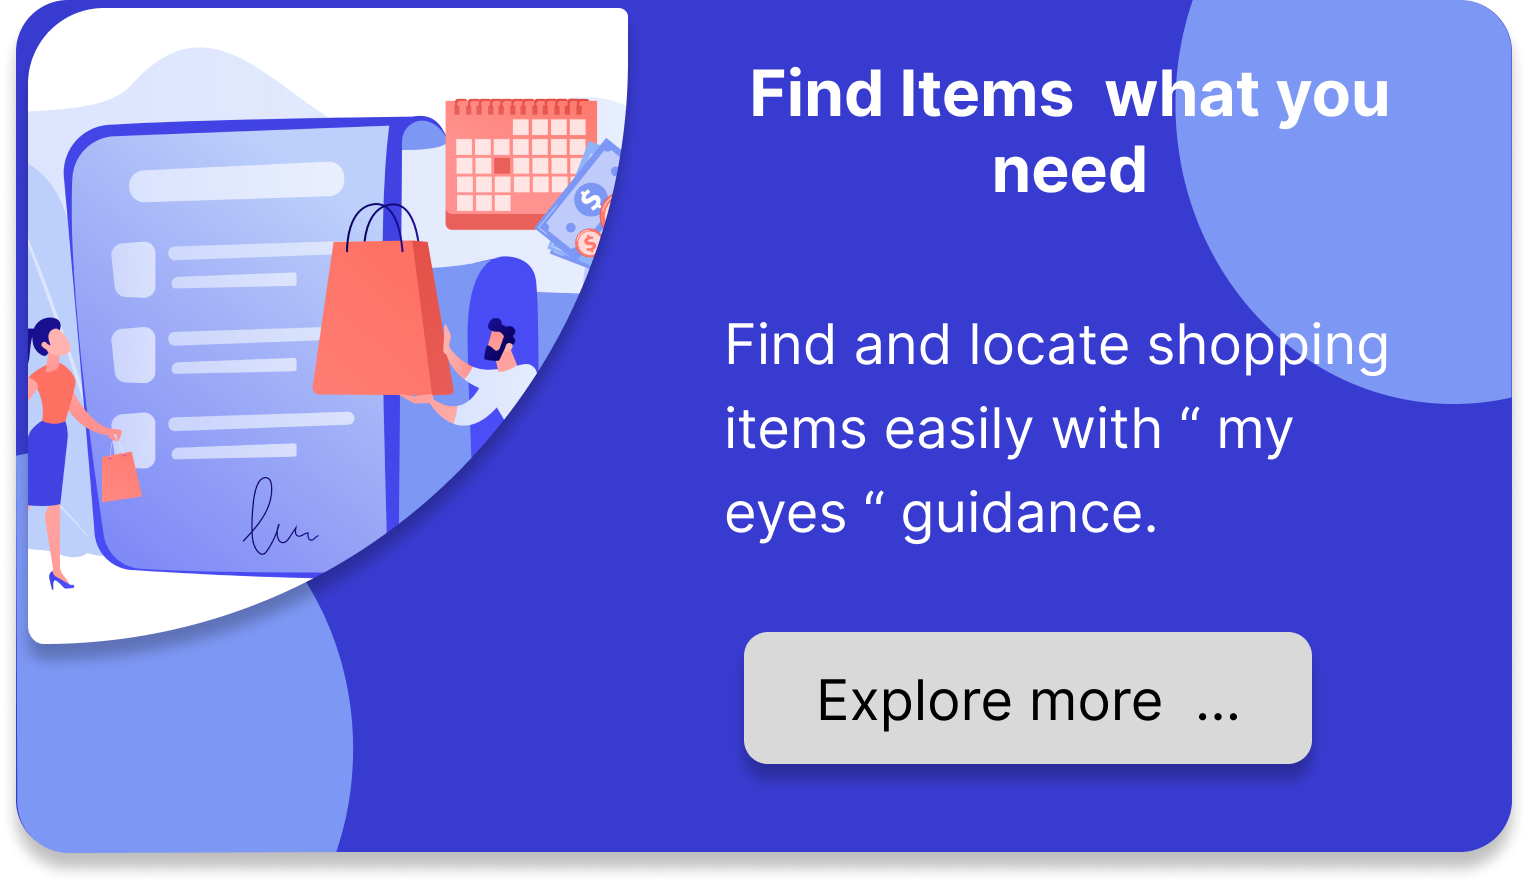 Find Items  what you
need
Find and locate shopping
items easily with “ my
eyes “ guidance.
Explore more  ...